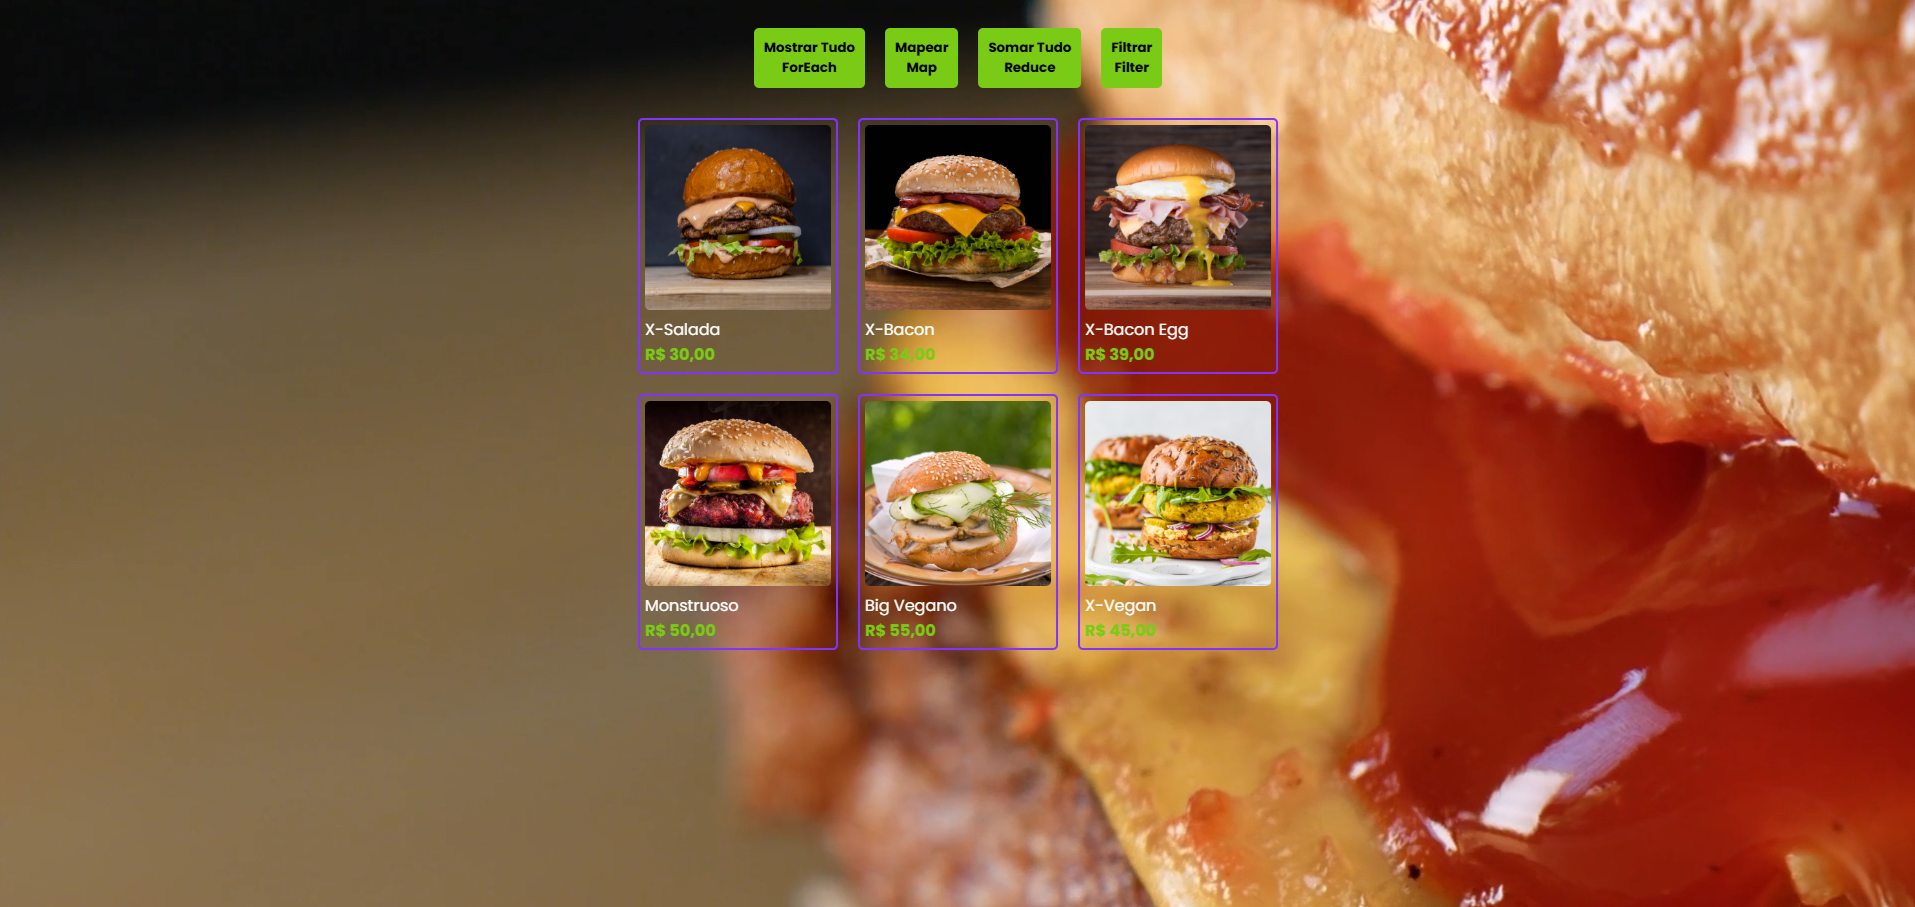 Mostrar Tudo
ForEach
Mapear
Map
Somar Tudo
Reduce
Filtrar
Filter
X-Salada
R$ 30,00
X-Bacon
R$ 34,00
X-Bacon Egg
R$ 39,00
Monstruoso
R$ 50,00
Big Vegano
R$ 55,00
X-Vegan
R$ 45,00